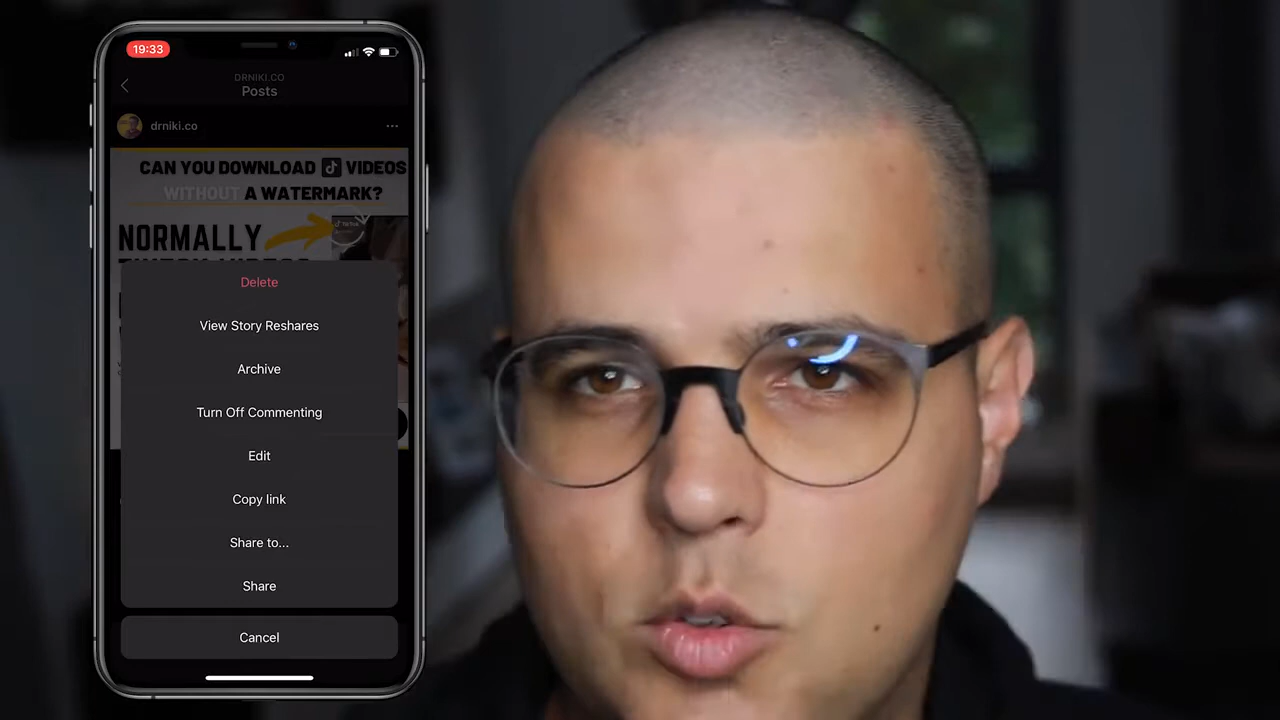 19:33
DRNIKI.CO
Posts
drniki.co
CAN YOU DOWNLOAD VIDEOS
WITHOUT A WATERMARK?
NORMALLY
TikTok
Delete
View Story Reshares
Archive
Turn Off Commenting
Edit
Copy link
Share to...
Share
Cancel